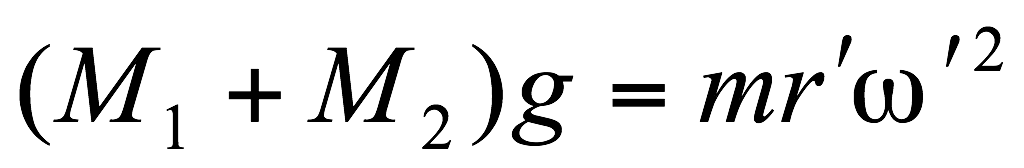 (M₁ + M₂)g = mr′ω′²